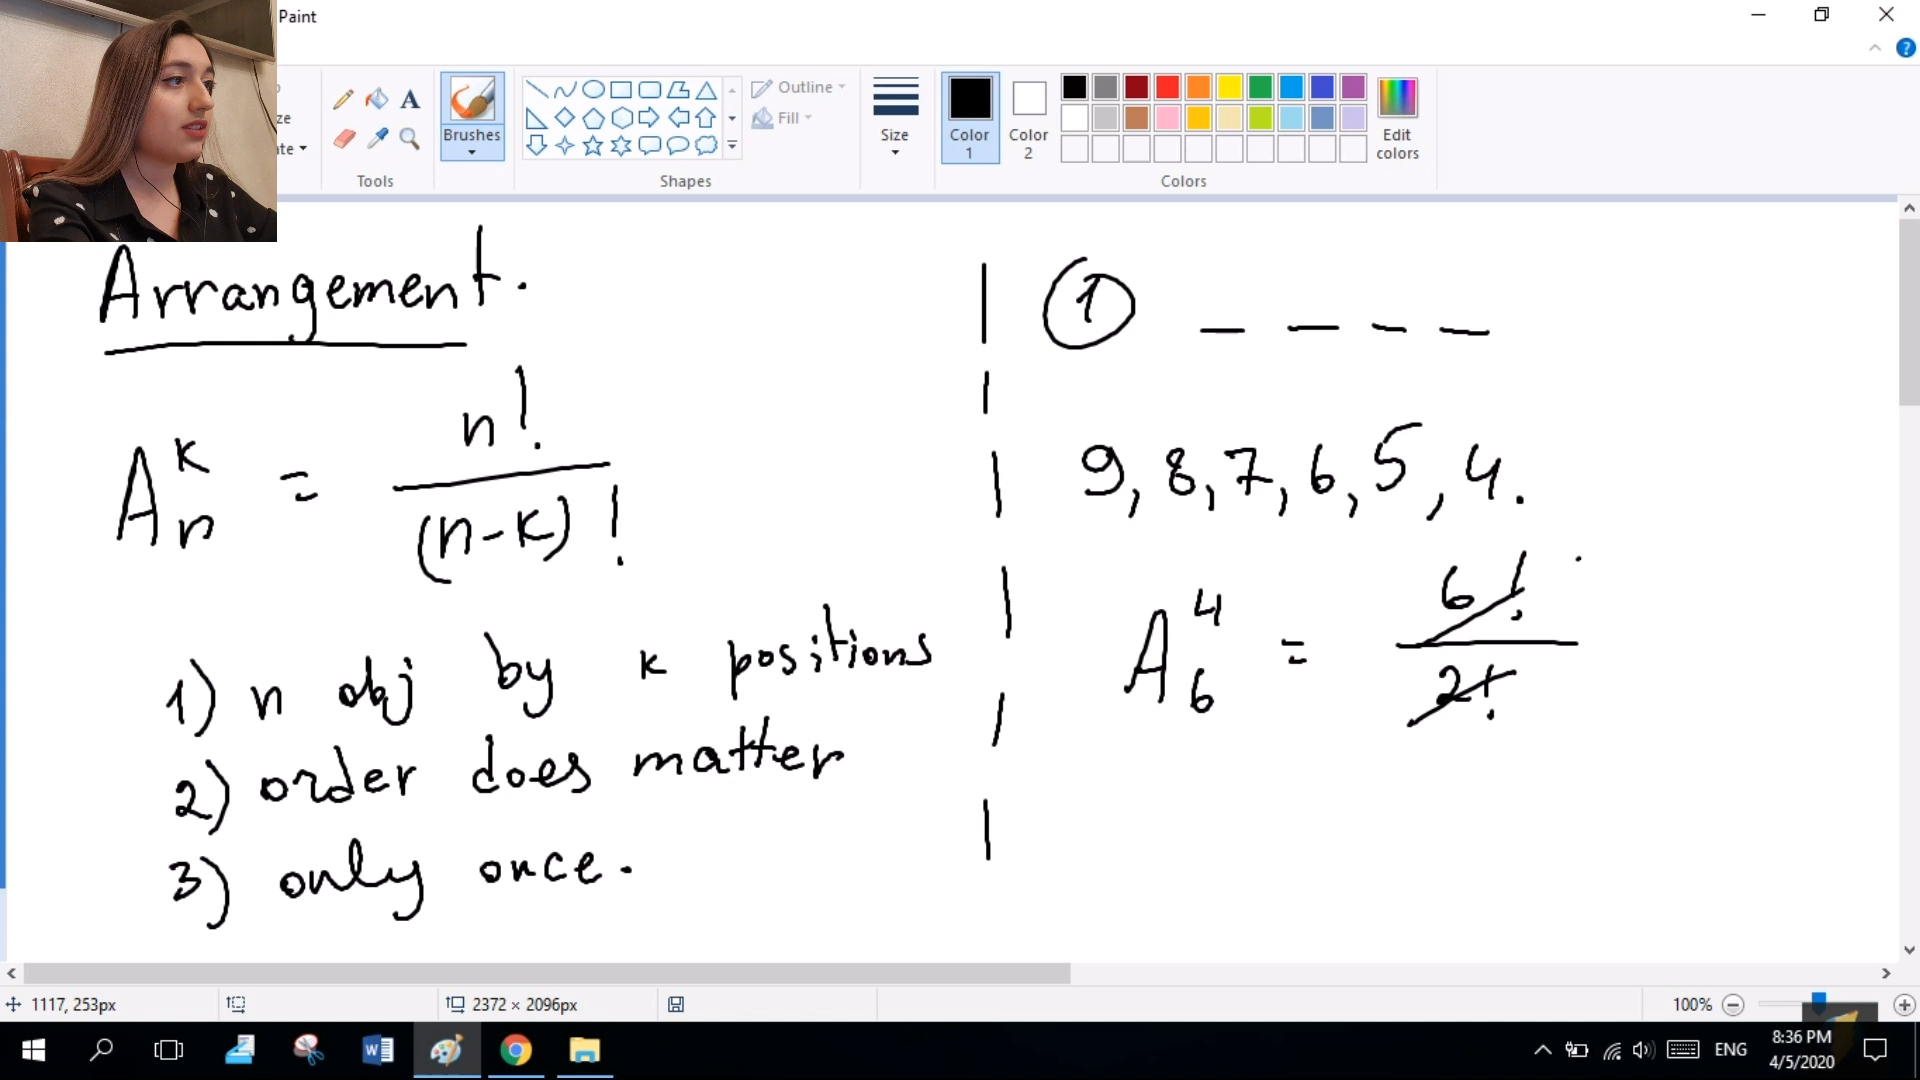 Paint
Outline
Fill
ze
ate
Brushes
Size
Color 1
Color 2
Edit colors
Tools
Shapes
Colors
Arrangement.
A_n^k = n! / (n-k)!
1) n obj by k positions
2) order does matter
3) only once.
1 _ _ _ _
9, 8, 7, 6, 5, 4.
A_6^4 = 6! / 2!
1117, 253px
2372 × 2096px
100%
ENG
8:36 PM
4/5/2020